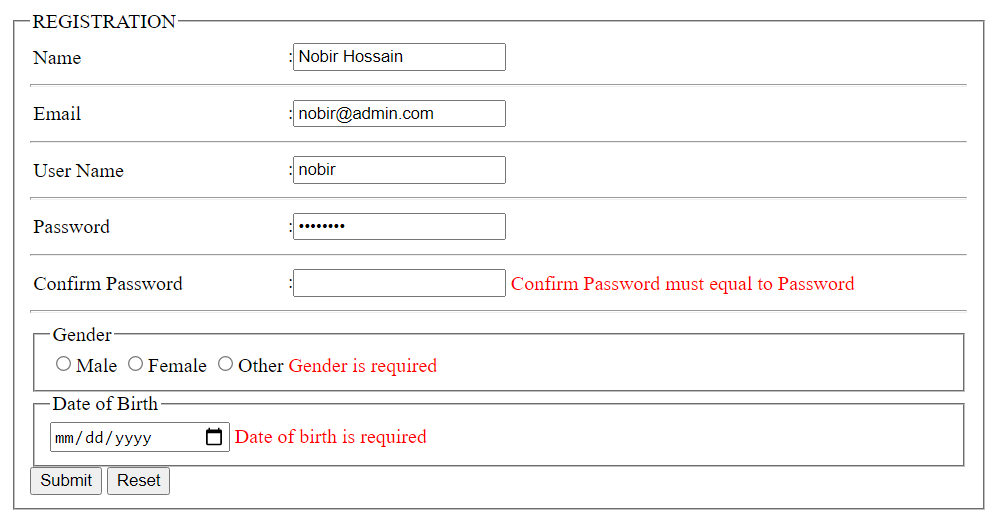 REGISTRATION
Name :Nobir Hossain
Email :nobir@admin.com
User Name :nobir
Password :••••••••
Confirm Password : Confirm Password must equal to Password
Gender
Male Female Other Gender is required
Date of Birth
mm/dd/yyyy Date of birth is required
Submit Reset